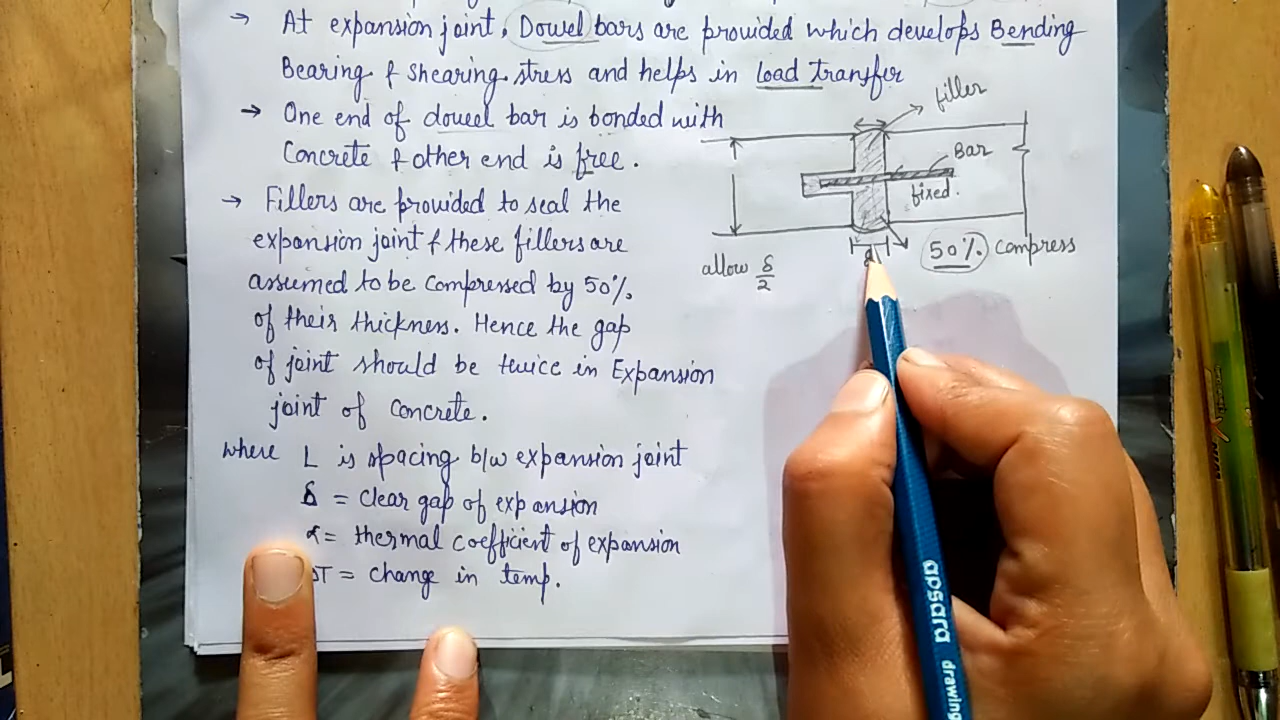 → At expansion joint, Dowel bars are provided which develops Bending
Bearing & shearing stress and helps in load transfer
→ One end of dowel bar is bonded with
Concrete & other end is free.
→ Fillers are provided to seal the
expansion joint & these fillers are
assumed to be compressed by 50%
of their thickness. Hence the gap
of joint should be twice in Expansion
joint of concrete.
where L is spacing b/w expansion joint
δ = clear gap of expansion
α = thermal coefficient of expansion
ΔT = change in temp.
filler
Bar
fixed.
50% compress
allow δ/2
apsara drawing